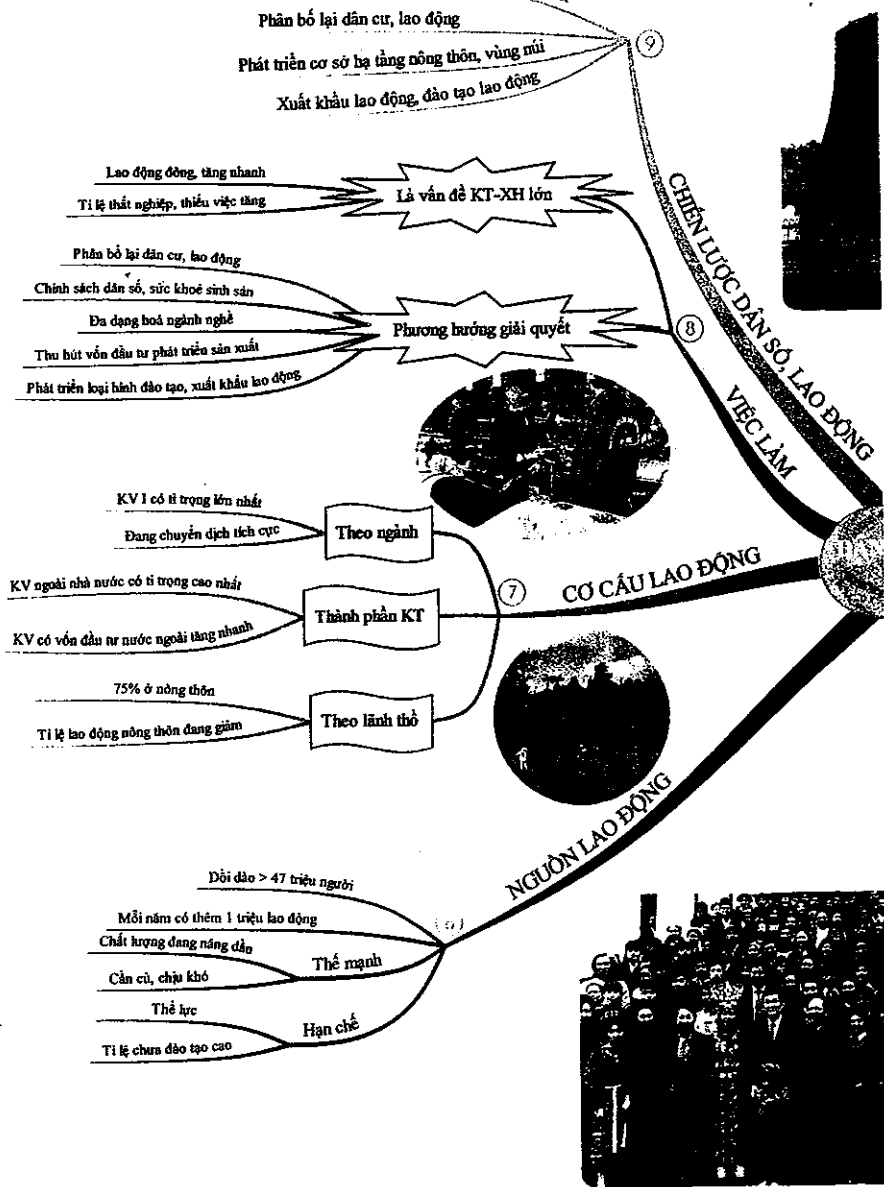 Phân bố lại dân cư, lao động
Phát triển cơ sở hạ tầng nông thôn, vùng núi
Xuất khẩu lao động, đào tạo lao động
9
CHIẾN LƯỢC DÂN SỐ, LAO ĐỘNG
Lao động đông, tăng nhanh
Tỉ lệ thất nghiệp, thiếu việc tăng
Là vấn đề KT-XH lớn
Phân bố lại dân cư, lao động
Chính sách dân số, sức khoẻ sinh sản
Đa dạng hoá ngành nghề
Thu hút vốn đầu tư phát triển sản xuất
Phát triển loại hình đào tạo, xuất khẩu lao động
Phương hướng giải quyết
8
VIỆC LÀM
KV I có tỉ trọng lớn nhất
Đang chuyển dịch tích cực
Theo ngành
KV ngoài nhà nước có tỉ trọng cao nhất
KV có vốn đầu tư nước ngoài tăng nhanh
Thành phần KT
75% ở nông thôn
Tỉ lệ lao động nông thôn đang giảm
Theo lãnh thổ
7
CƠ CẤU LAO ĐỘNG
DÂN
Dồi dào > 47 triệu người
Mỗi năm có thêm 1 triệu lao động
Chất lượng đang nâng dần
Cần cù, chịu khó
Thế mạnh
Thể lực
Tỉ lệ chưa đào tạo cao
Hạn chế
6
NGUỒN LAO ĐỘNG